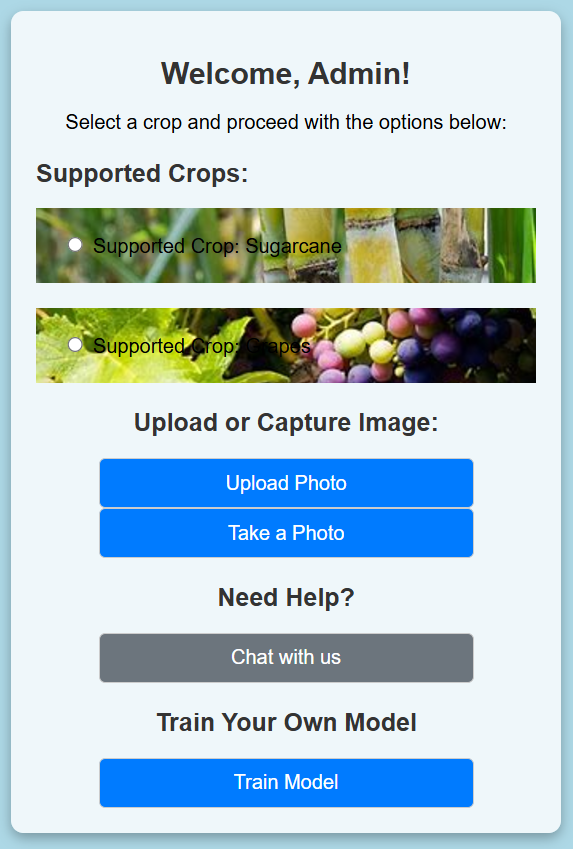 Welcome, Admin!
Select a crop and proceed with the options below:
Supported Crops:
Supported Crop: Sugarcane
Supported Crop: Grapes
Upload or Capture Image:
Upload Photo
Take a Photo
Need Help?
Chat with us
Train Your Own Model
Train Model